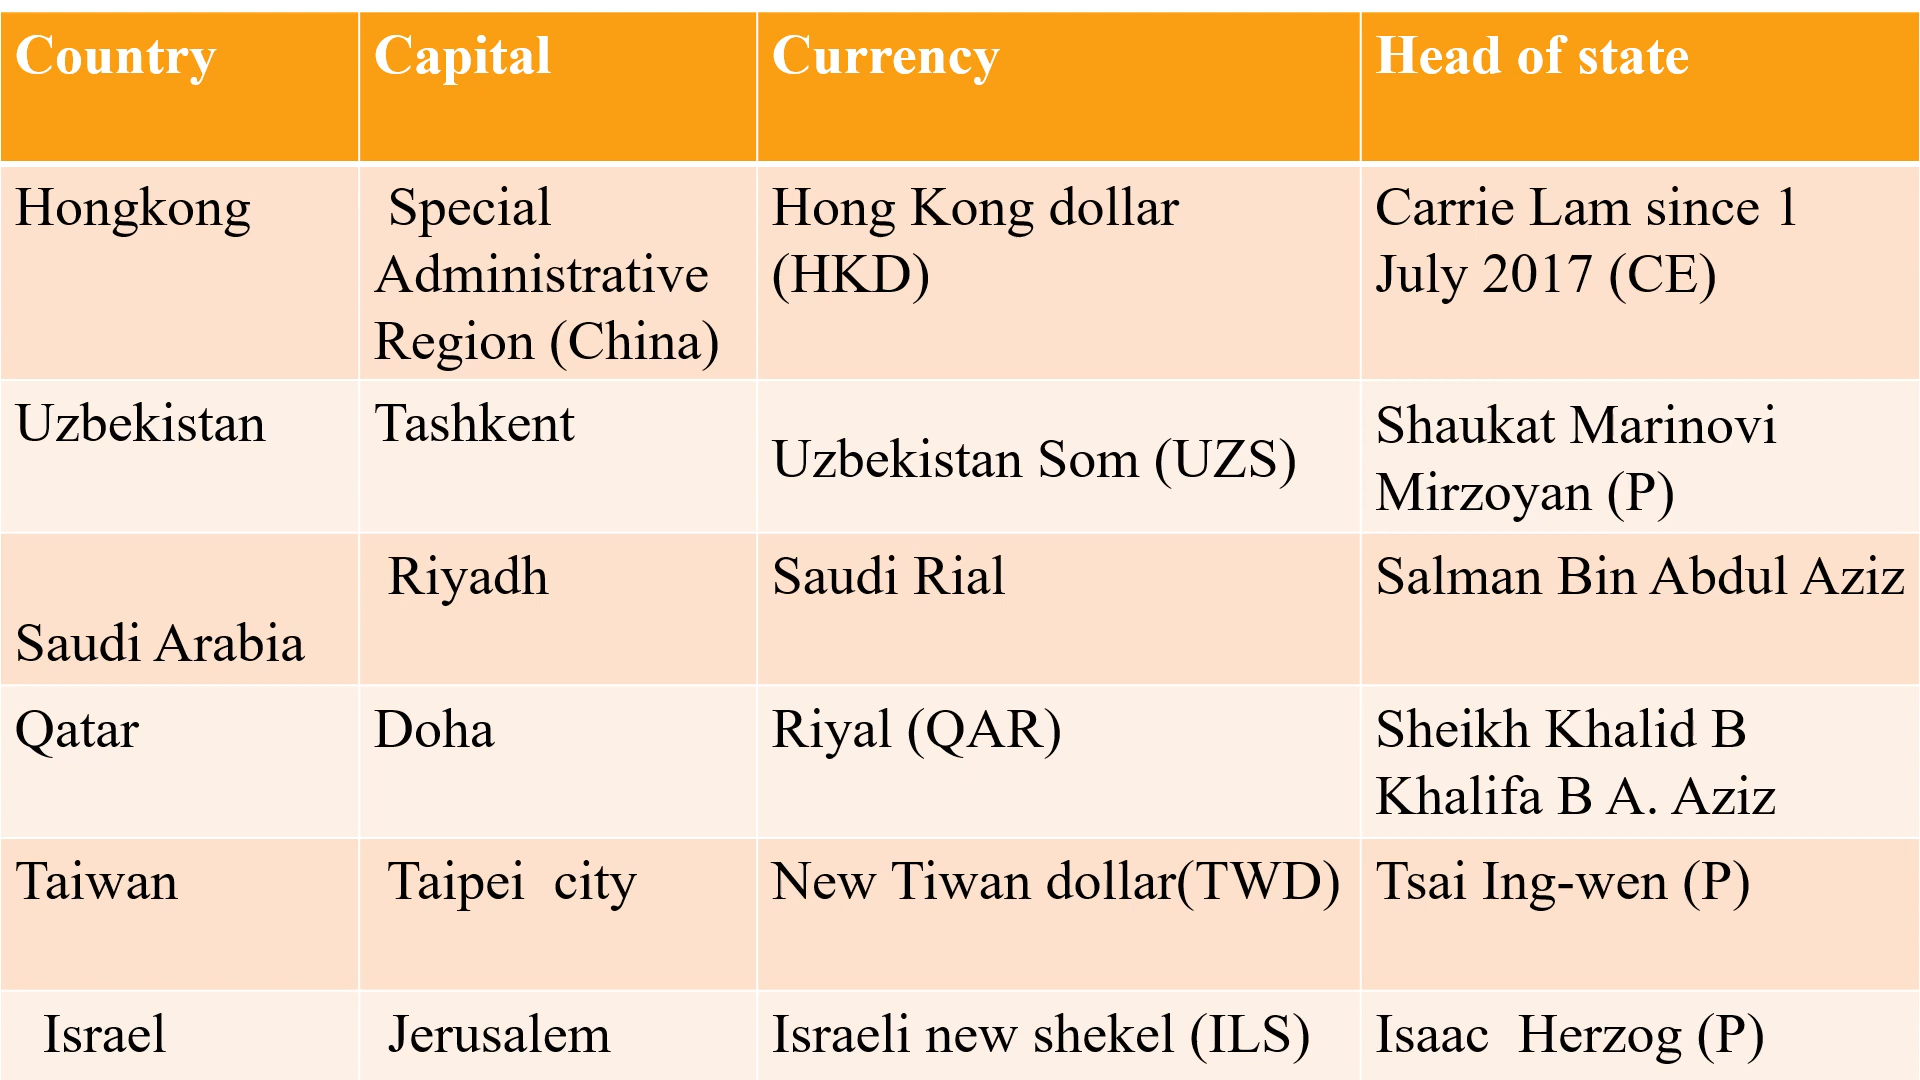 Country Capital Currency Head of state
Hongkong Special Administrative Region (China) Hong Kong dollar (HKD) Carrie Lam since 1 July 2017 (CE)
Uzbekistan Tashkent Uzbekistan Som (UZS) Shaukat Marinovi Mirzoyan (P)
Saudi Arabia Riyadh Saudi Rial Salman Bin Abdul Aziz
Qatar Doha Riyal (QAR) Sheikh Khalid B Khalifa B A. Aziz
Taiwan Taipei city New Tiwan dollar(TWD) Tsai Ing-wen (P)
Israel Jerusalem Israeli new shekel (ILS) Isaac Herzog (P)